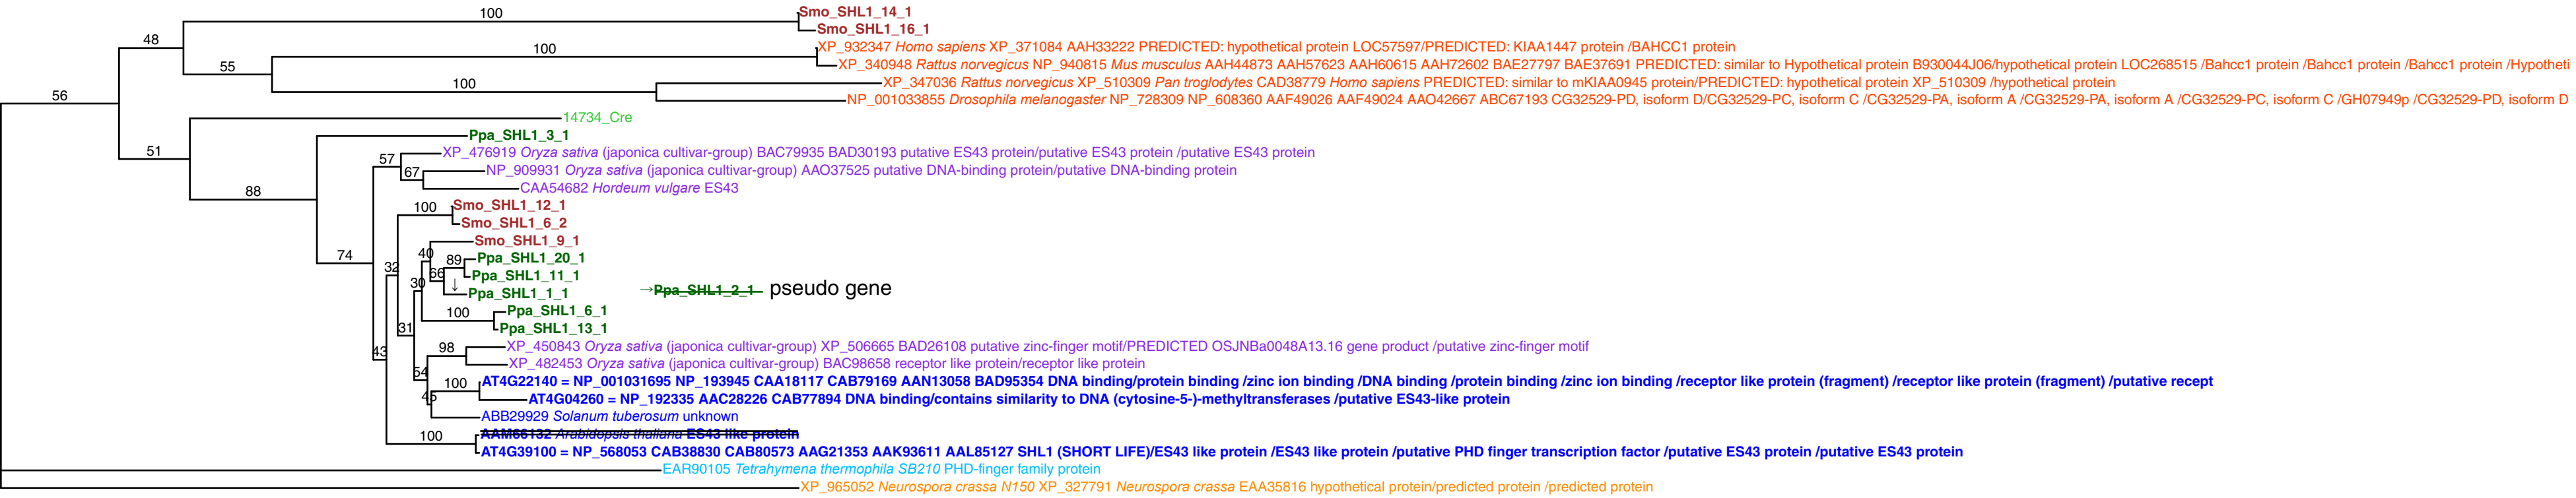 100 Smo_SHL1_14_1
Smo_SHL1_16_1
48
XP_932347 Homo sapiens XP_371084 AAH33222 PREDICTED: hypothetical protein LOC57597/PREDICTED: KIAA1447 protein /BAHCC1 protein
100
XP_340948 Rattus norvegicus NP_940815 Mus musculus AAH44873 AAH57623 AAH60615 AAH72602 BAE27797 BAE37691 PREDICTED: similar to Hypothetical protein B930044J06/hypothetical protein LOC268515 /Bahcc1 protein /Bahcc1 protein /Bahcc1 protein /Hypotheti
55
XP_347036 Rattus norvegicus XP_510309 Pan troglodytes CAD38779 Homo sapiens PREDICTED: similar to mKIAA0945 protein/PREDICTED: hypothetical protein XP_510309 /hypothetical protein
100
56
NP_001033855 Drosophila melanogaster NP_728309 NP_608360 AAF49026 AAF49024 AAO42667 ABC67193 CG32529-PD, isoform D/CG32529-PC, isoform C /CG32529-PA, isoform A /CG32529-PA, isoform A /CG32529-PC, isoform C /GH07949p /CG32529-PD, isoform D
14734_Cre
Ppa_SHL1_3_1
51
XP_476919 Oryza sativa (japonica cultivar-group) BAC79935 BAD30193 putative ES43 protein/putative ES43 protein /putative ES43 protein
57
NP_909931 Oryza sativa (japonica cultivar-group) AAO37525 putative DNA-binding protein/putative DNA-binding protein
67
88
CAA54682 Hordeum vulgare ES43
100 Smo_SHL1_12_1
Smo_SHL1_6_2
Smo_SHL1_9_1
40
74
89 Ppa_SHL1_20_1
32
66
Ppa_SHL1_11_1
30
↓
Ppa_SHL1_1_1
→Ppa_SHL1_2_1 pseudo gene
Ppa_SHL1_6_1
100
Ppa_SHL1_13_1
31
98 XP_450843 Oryza sativa (japonica cultivar-group) XP_506665 BAD26108 putative zinc-finger motif/PREDICTED OSJNBa0048A13.16 gene product /putative zinc-finger motif
43
XP_482453 Oryza sativa (japonica cultivar-group) BAC98658 receptor like protein/receptor like protein
54
100 AT4G22140 = NP_001031695 NP_193945 CAA18117 CAB79169 AAN13058 BAD95354 DNA binding/protein binding /zinc ion binding /DNA binding /protein binding /zinc ion binding /receptor like protein (fragment) /receptor like protein (fragment) /putative recept
45
AT4G04260 = NP_192335 AAC28226 CAB77894 DNA binding/contains similarity to DNA (cytosine-5-)-methyltransferases /putative ES43-like protein
ABB29929 Solanum tuberosum unknown
100 AAM66132 Arabidopsis thaliana ES43 like protein
AT4G39100 = NP_568053 CAB38830 CAB80573 AAG21353 AAK93611 AAL85127 SHL1 (SHORT LIFE)/ES43 like protein /ES43 like protein /putative PHD finger transcription factor /putative ES43 protein /putative ES43 protein
EAR90105 Tetrahymena thermophila SB210 PHD-finger family protein
XP_965052 Neurospora crassa N150 XP_327791 Neurospora crassa EAA35816 hypothetical protein/predicted protein /predicted protein